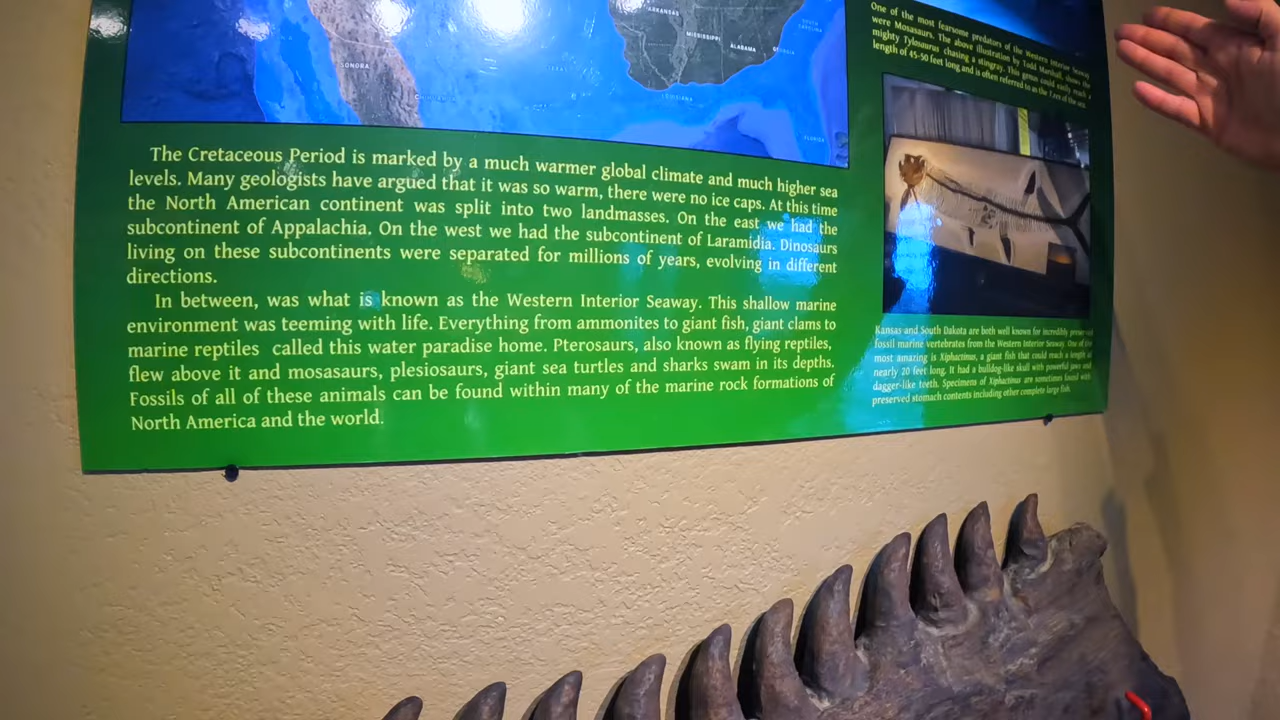 ARKANSAS
MISSISSIPPI
ALABAMA
SOUTH CAROLINA
GEORGIA
SONORA
CHIHUAHUA
TEXAS
LOUISIANA
FLORIDA
The Cretaceous Period is marked by a much warmer global climate and much higher sea
levels. Many geologists have argued that it was so warm, there were no ice caps. At this time
the North American continent was split into two landmasses. On the east we had the
subcontinent of Appalachia. On the west we had the subcontinent of Laramidia. Dinosaurs
living on these subcontinents were separated for millions of years, evolving in different
directions.
In between, was what is known as the Western Interior Seaway. This shallow marine
environment was teeming with life. Everything from ammonites to giant fish, giant clams to
marine reptiles called this water paradise home. Pterosaurs, also known as flying reptiles,
flew above it and mosasaurs, plesiosaurs, giant sea turtles and sharks swam in its depths.
Fossils of all of these animals can be found within many of the marine rock formations of
North America and the world.
One of the most fearsome predators of the Western Interior Seaway
were Mosasaurs. The above illustration by Todd Marshall, shows the
mighty Tylosaurus chasing a stingray. This genus could easily reach a
length of 45-50 feet long and is often referred to as the T.rex of the sea.
Kansas and South Dakota are both well known for incredibly preserved
fossil marine vertebrates from the Western Interior Seaway. One of the
most amazing is Xiphactinus, a giant fish that could reach a length of
nearly 20 feet long. It had a bulldog-like skull with powerful jaws and
dagger-like teeth. Specimens of Xiphactinus are sometimes found with
preserved stomach contents including other complete large fish.